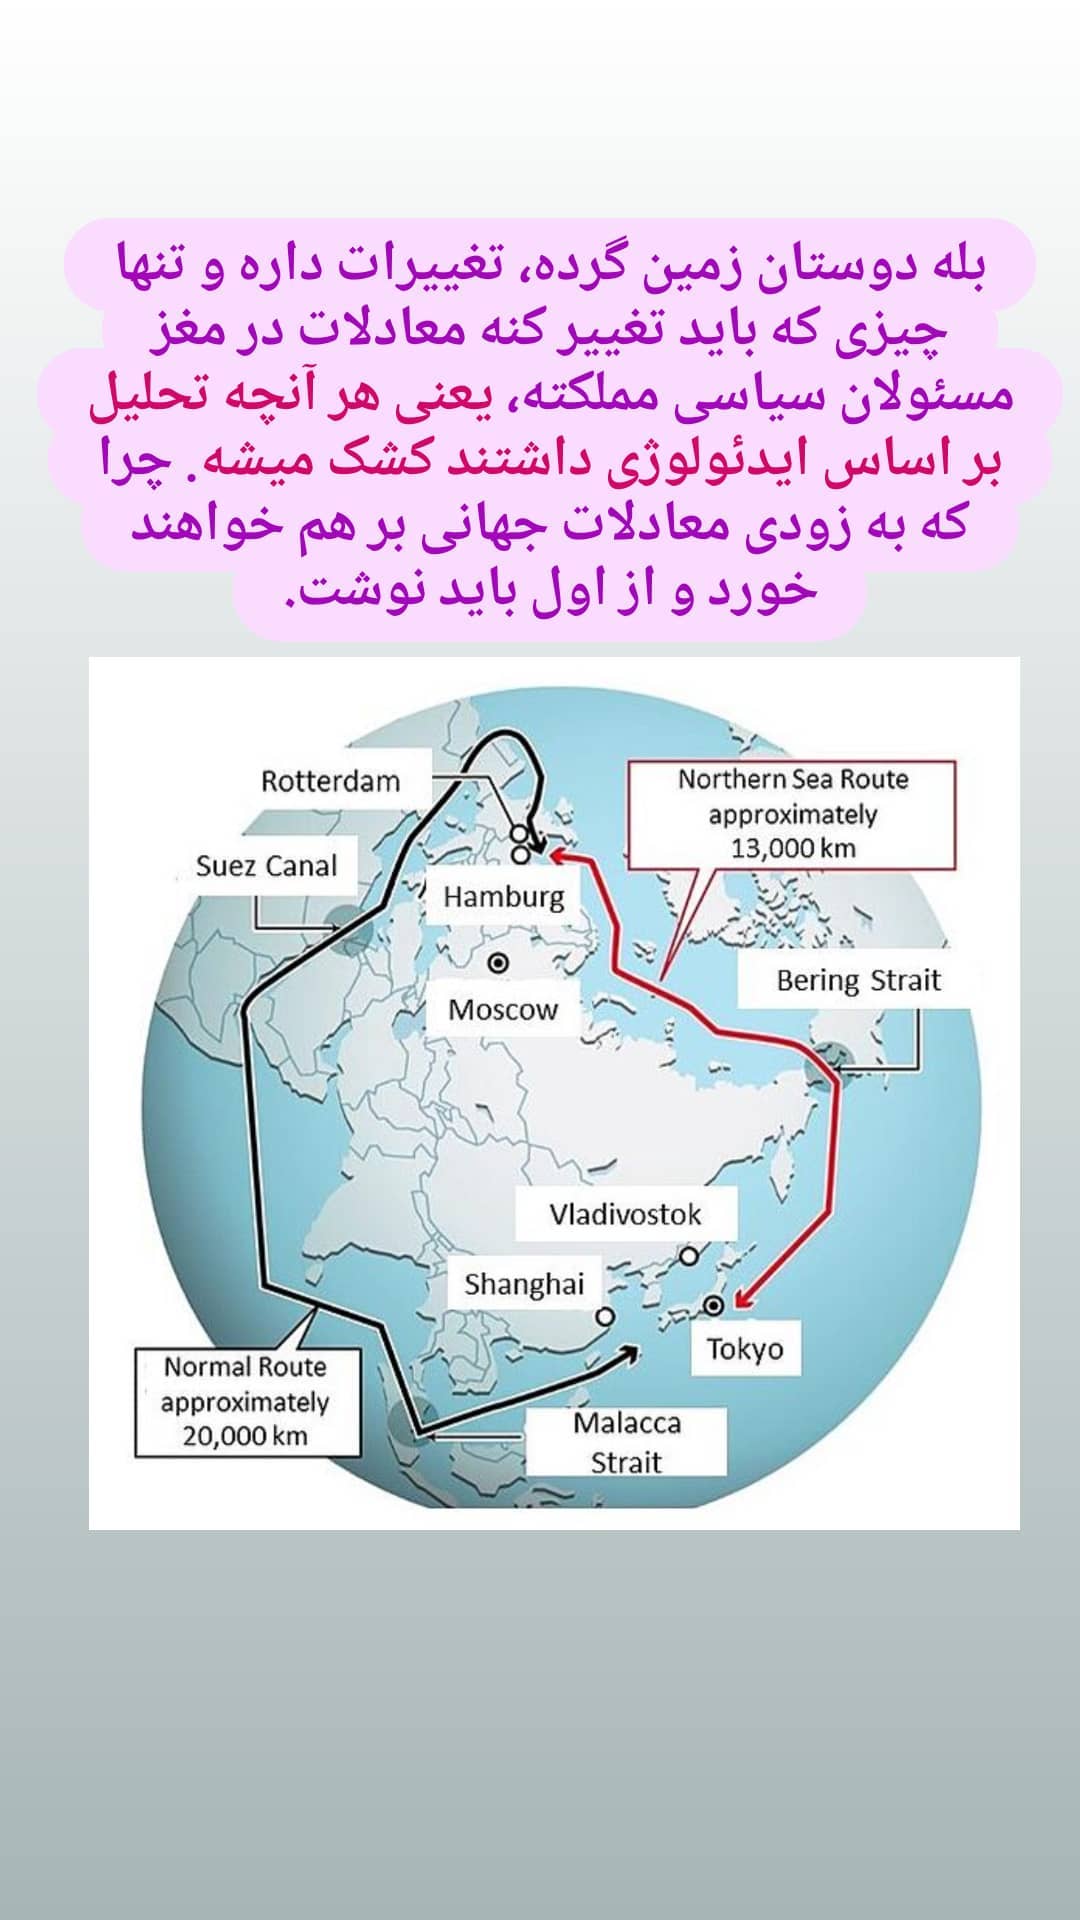 بله دوستان زمین گرده، تغییرات داره و تنها
چیزی که باید تغییر کنه معادلات در مغز
مسئولان سیاسی مملکته، یعنی هر آنچه تحلیل
بر اساس ایدئولوژی داشتند کشک میشه. چرا
که به زودی معادلات جهانی بر هم خواهند
خورد و از اول باید نوشت.
Rotterdam
Northern Sea Route
approximately
13,000 km
Suez Canal
Hamburg
Bering Strait
Moscow
Vladivostok
Shanghai
Tokyo
Normal Route
approximately
20,000 km
Malacca
Strait